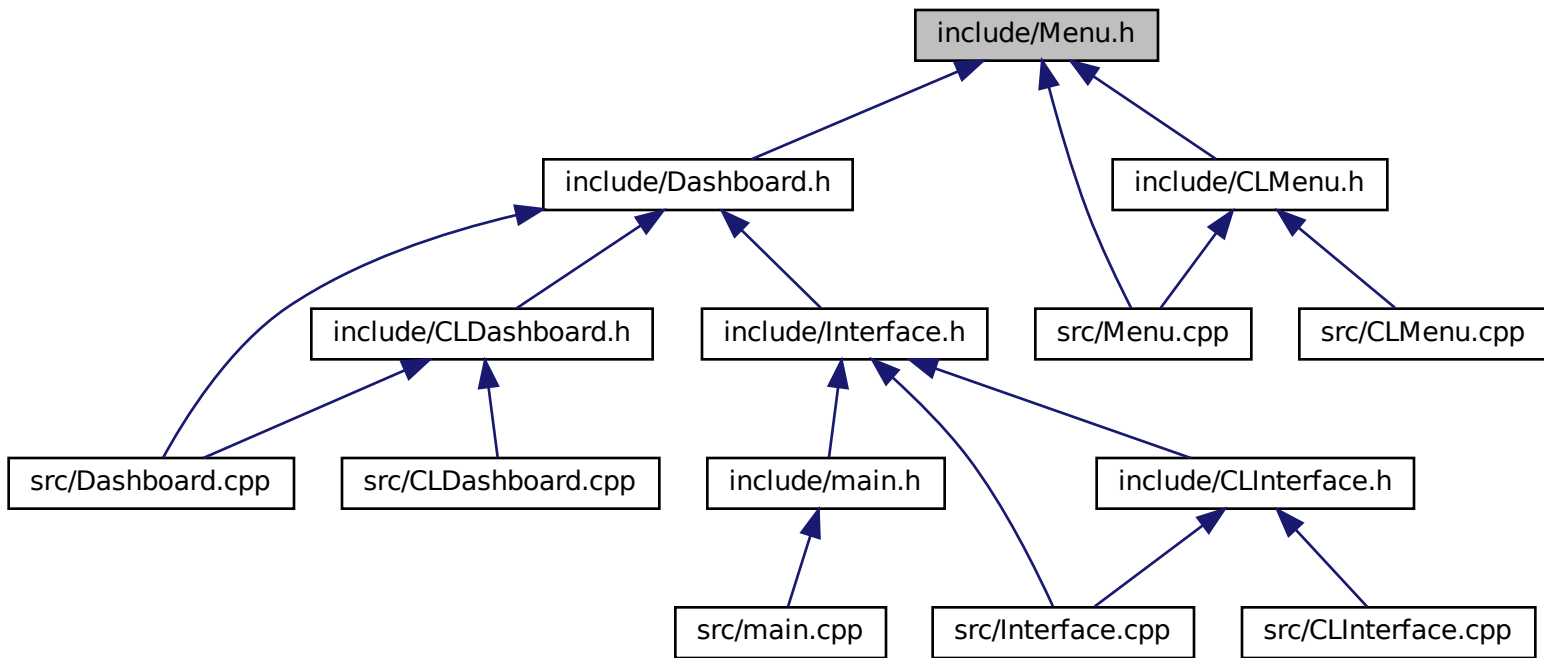 include/Menu.h
include/Dashboard.h
include/CLMenu.h
include/CLDashboard.h
include/Interface.h
src/Menu.cpp
src/CLMenu.cpp
src/Dashboard.cpp
src/CLDashboard.cpp
include/main.h
include/CLInterface.h
src/main.cpp
src/Interface.cpp
src/CLInterface.cpp